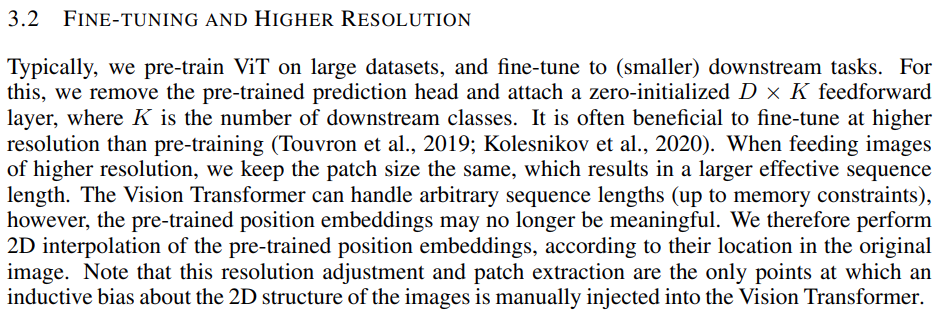 3.2 FINE-TUNING AND HIGHER RESOLUTION
Typically, we pre-train ViT on large datasets, and fine-tune to (smaller) downstream tasks. For
this, we remove the pre-trained prediction head and attach a zero-initialized D × K feedforward
layer, where K is the number of downstream classes. It is often beneficial to fine-tune at higher
resolution than pre-training (Touvron et al., 2019; Kolesnikov et al., 2020). When feeding images
of higher resolution, we keep the patch size the same, which results in a larger effective sequence
length. The Vision Transformer can handle arbitrary sequence lengths (up to memory constraints),
however, the pre-trained position embeddings may no longer be meaningful. We therefore perform
2D interpolation of the pre-trained position embeddings, according to their location in the original
image. Note that this resolution adjustment and patch extraction are the only points at which an
inductive bias about the 2D structure of the images is manually injected into the Vision Transformer.